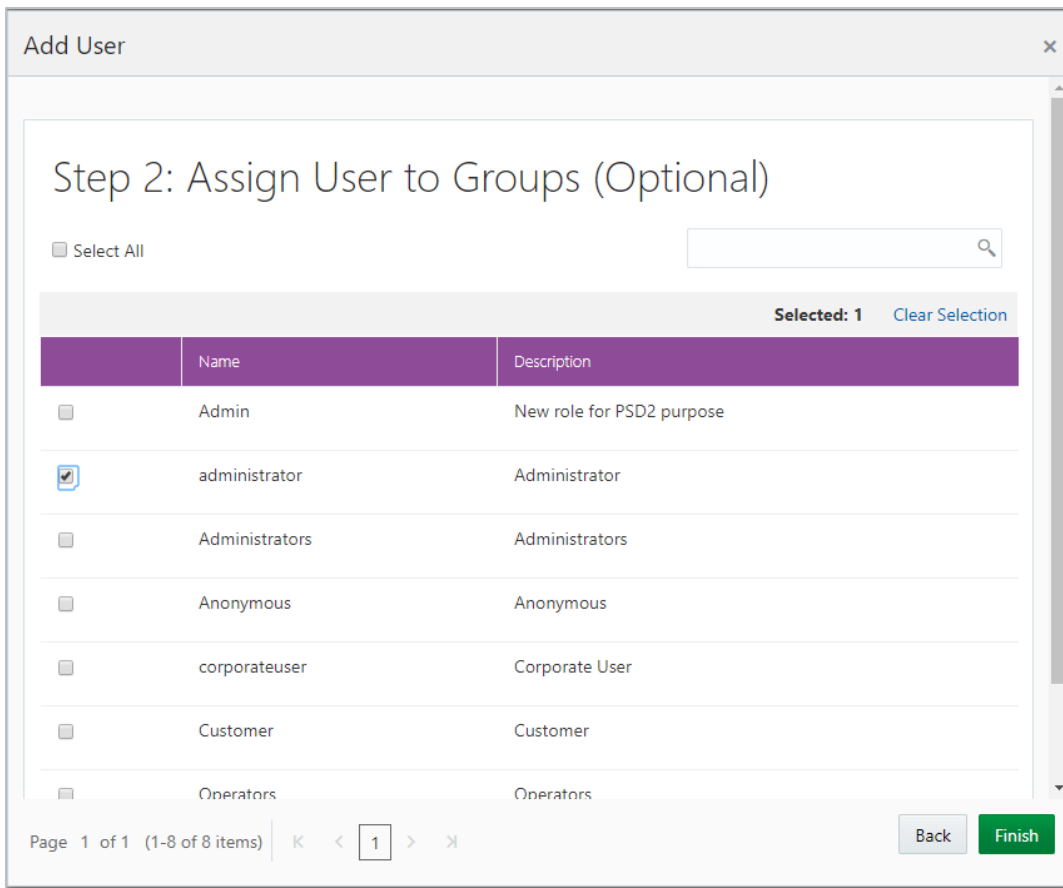 Add User
Step 2: Assign User to Groups (Optional)
Select All
Selected: 1 Clear Selection
Name Description
Admin New role for PSD2 purpose
administrator Administrator
Administrators Administrators
Anonymous Anonymous
corporateuser Corporate User
Customer Customer
Operators Operators
Page 1 of 1 (1-8 of 8 items) 1
Back Finish